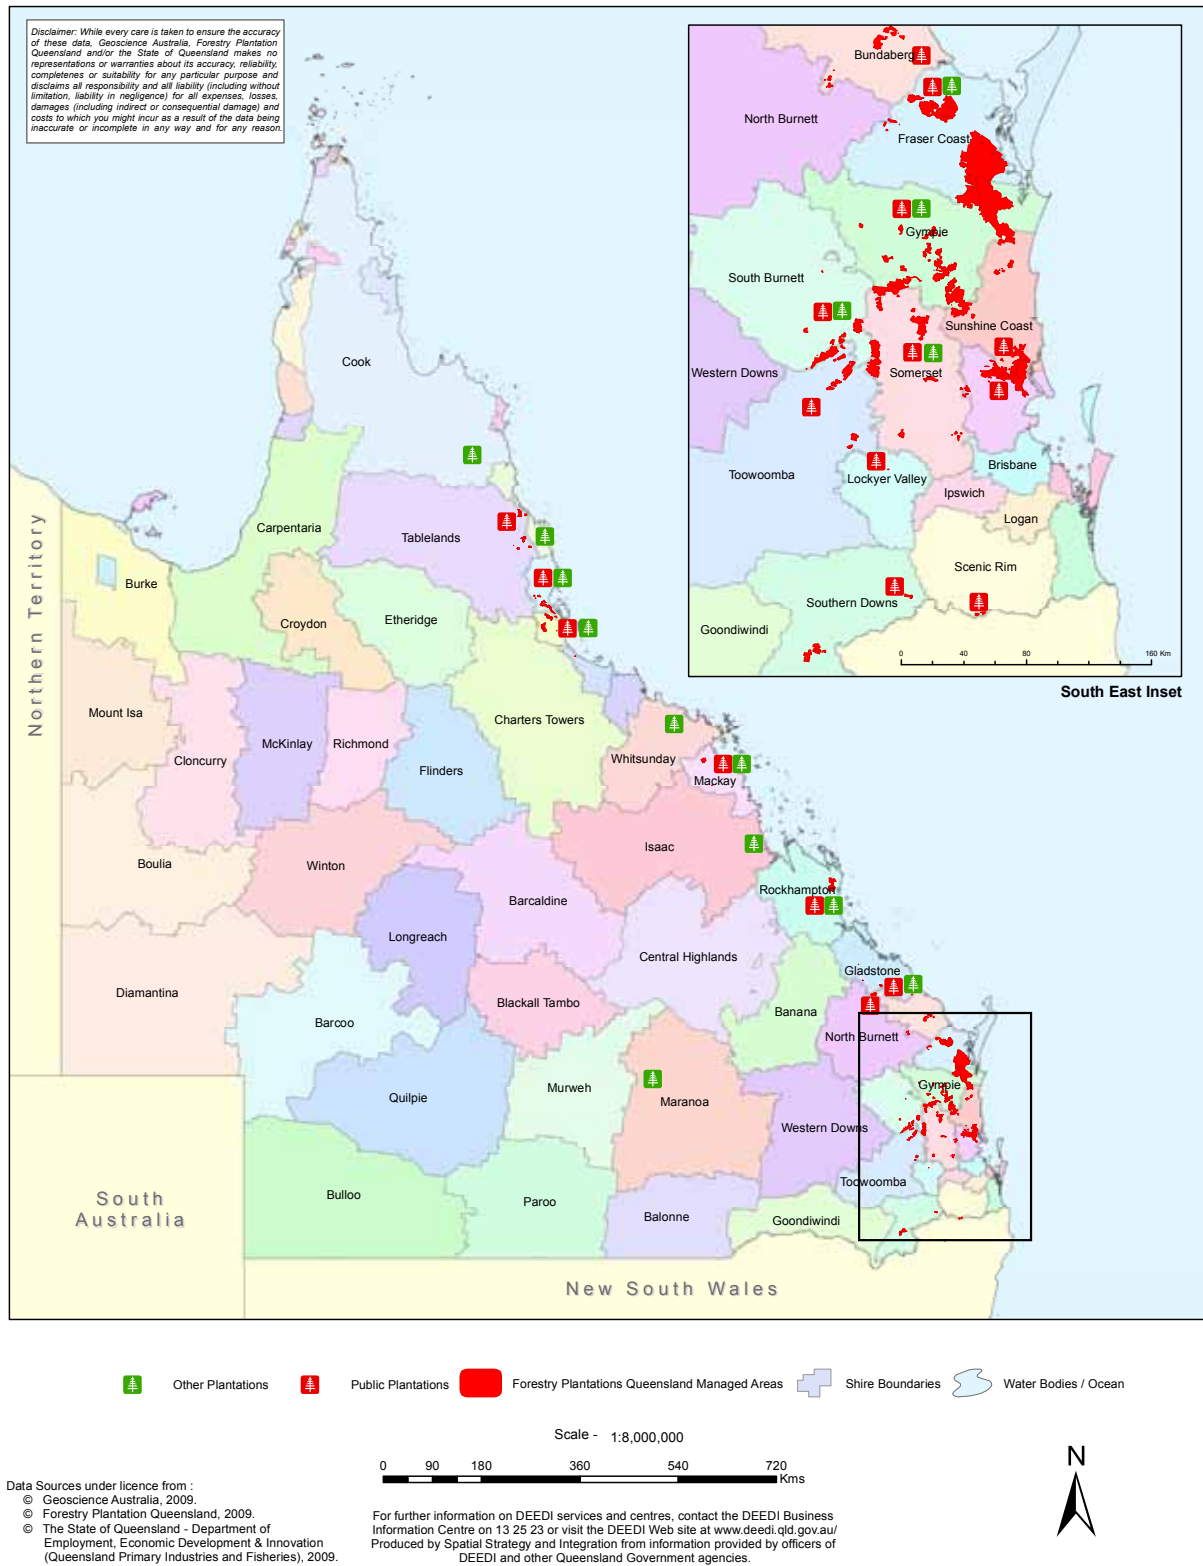 Disclaimer: While every care is taken to ensure the accuracy
of these data, Geoscience Australia, Forestry Plantation
Queensland and/or the State of Queensland makes no
representations or warranties about its accuracy, reliability,
completenes or suitability for any particular purpose and
disclaims all responsibility and alll liability (including without
limitation, liability in negligence) for all expenses, losses,
damages (including indirect or consequential damage) and
costs to which you might incur as a result of the data being
inaccurate or incomplete in any way and for any reason.
Bundaberg
North Burnett
Fraser Coast
Gympie
South Burnett
Sunshine Coast
Western Downs
Somerset
Toowoomba
Lockyer Valley
Brisbane
Ipswich
Logan
Scenic Rim
Southern Downs
Goondiwindi
0 40 80 160 Km
South East Inset
Northern Territory
Cook
Carpentaria
Tablelands
Burke
Croydon
Etheridge
Mount Isa
Cloncurry
McKinlay
Richmond
Flinders
Charters Towers
Whitsunday
Mackay
Boulia
Winton
Isaac
Barcaldine
Rockhampton
Longreach
Central Highlands
Gladstone
Diamantina
Blackall Tambo
Banana
Barcoo
North Burnett
Quilpie
Murweh
Maranoa
Gympie
Western Downs
Toowoomba
Bulloo
Paroo
Balonne
Goondiwindi
South
Australia
New South Wales
Other Plantations
Public Plantations
Forestry Plantations Queensland Managed Areas
Shire Boundaries
Water Bodies / Ocean
Scale - 1:8,000,000
0 90 180 360 540 720
Kms
N
Data Sources under licence from :
© Geoscience Australia, 2009.
© Forestry Plantation Queensland, 2009.
© The State of Queensland - Department of
Employment, Economic Development & Innovation
(Queensland Primary Industries and Fisheries), 2009.
For further information on DEEDI services and centres, contact the DEEDI Business
Information Centre on 13 25 23 or visit the DEEDI Web site at www.deedi.qld.gov.au/
Produced by Spatial Strategy and Integration from information provided by officers of
DEEDI and other Queensland Government agencies.